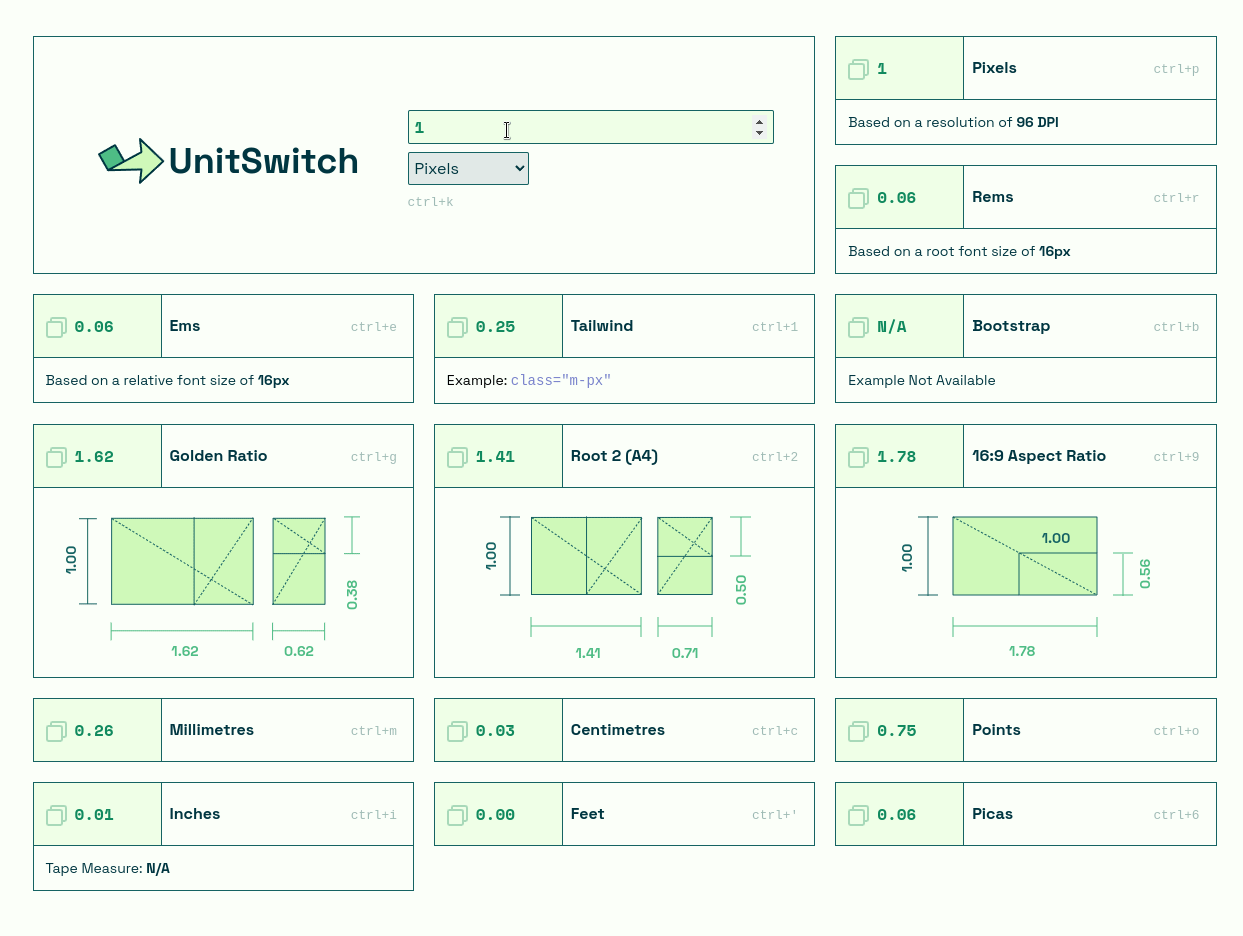 UnitSwitch
1
Pixels
ctrl+k
1 Pixels ctrl+p
Based on a resolution of 96 DPI
0.06 Rems ctrl+r
Based on a root font size of 16px
0.06 Ems ctrl+e
Based on a relative font size of 16px
0.25 Tailwind ctrl+1
Example: class="m-px"
N/A Bootstrap ctrl+b
Example Not Available
1.62 Golden Ratio ctrl+g
1.00
0.38
1.62 0.62
1.41 Root 2 (A4) ctrl+2
1.00
0.50
1.41 0.71
1.78 16:9 Aspect Ratio ctrl+9
1.00
1.00
0.56
1.78
0.26 Millimetres ctrl+m
0.03 Centimetres ctrl+c
0.75 Points ctrl+o
0.01 Inches ctrl+i
Tape Measure: N/A
0.00 Feet ctrl+'
0.06 Picas ctrl+6